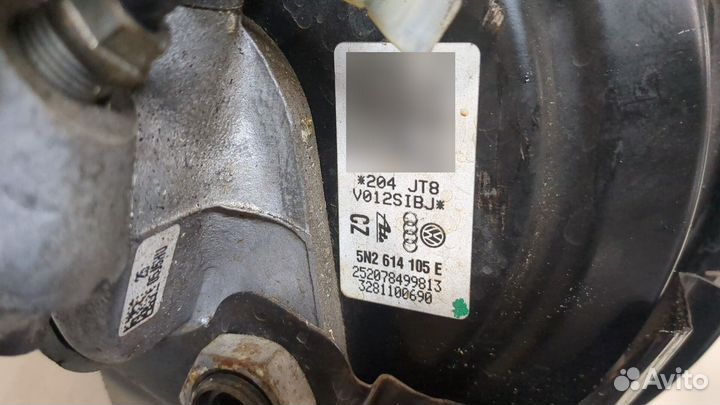 *204 JT8
V012SIBJ*
CZ
5N2 614 105 E
252078499813
3281100690
Avito